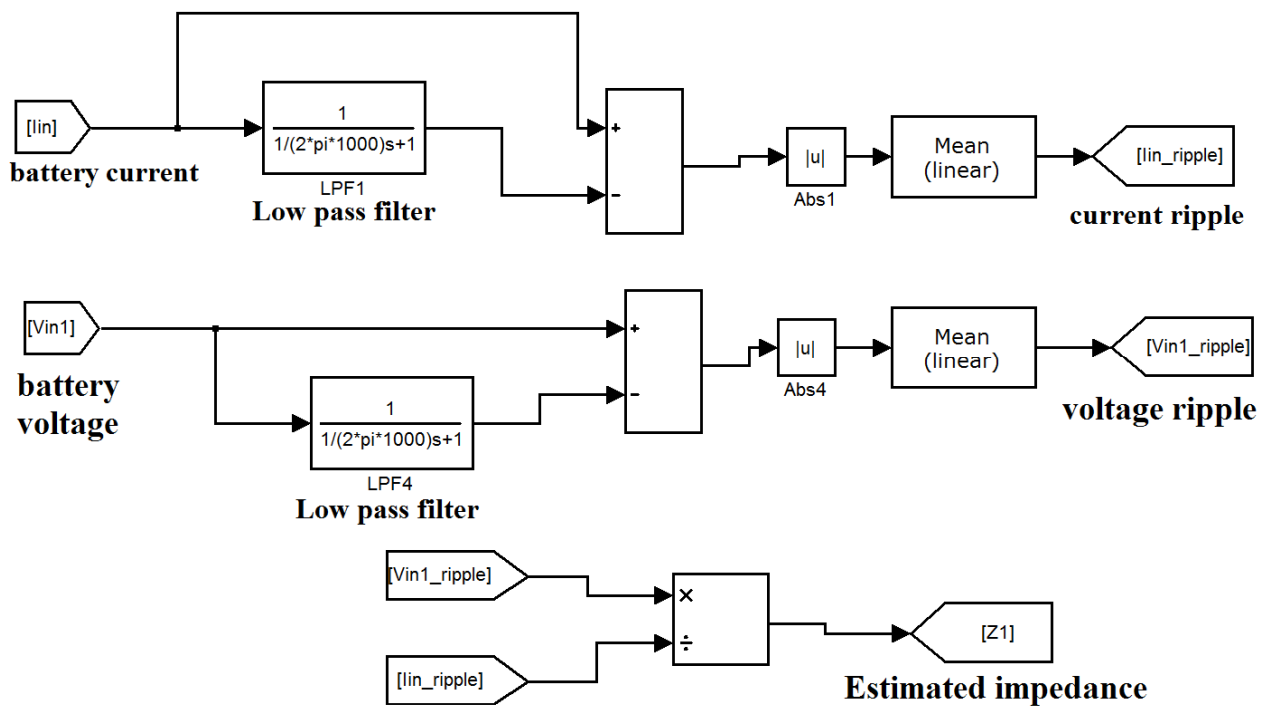 [Iin]
battery current
1
1/(2*pi*1000)s+1
LPF1
Low pass filter
+
−
|u|
Abs1
Mean
(linear)
[Iin_ripple]
current ripple
[Vin1]
battery
voltage
1
1/(2*pi*1000)s+1
LPF4
Low pass filter
+
−
|u|
Abs4
Mean
(linear)
[Vin1_ripple]
voltage ripple
[Vin1_ripple]
[Iin_ripple]
×
÷
[Z1]
Estimated impedance